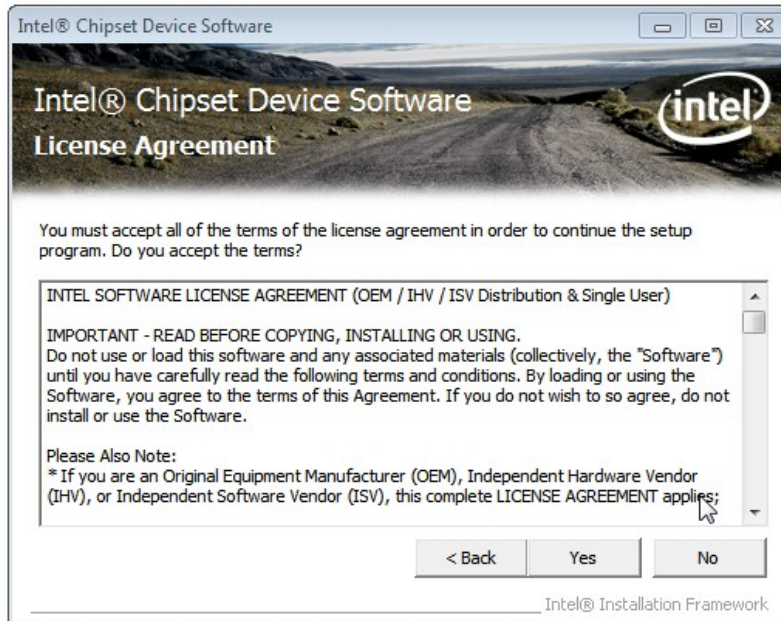 Intel® Chipset Device Software
Intel® Chipset Device Software
intel
License Agreement
You must accept all of the terms of the license agreement in order to continue the setup
program. Do you accept the terms?
INTEL SOFTWARE LICENSE AGREEMENT (OEM / IHV / ISV Distribution & Single User)
IMPORTANT - READ BEFORE COPYING, INSTALLING OR USING.
Do not use or load this software and any associated materials (collectively, the "Software")
until you have carefully read the following terms and conditions. By loading or using the
Software, you agree to the terms of this Agreement. If you do not wish to so agree, do not
install or use the Software.
Please Also Note:
* If you are an Original Equipment Manufacturer (OEM), Independent Hardware Vendor
(IHV), or Independent Software Vendor (ISV), this complete LICENSE AGREEMENT applies;
< Back Yes No
Intel® Installation Framework